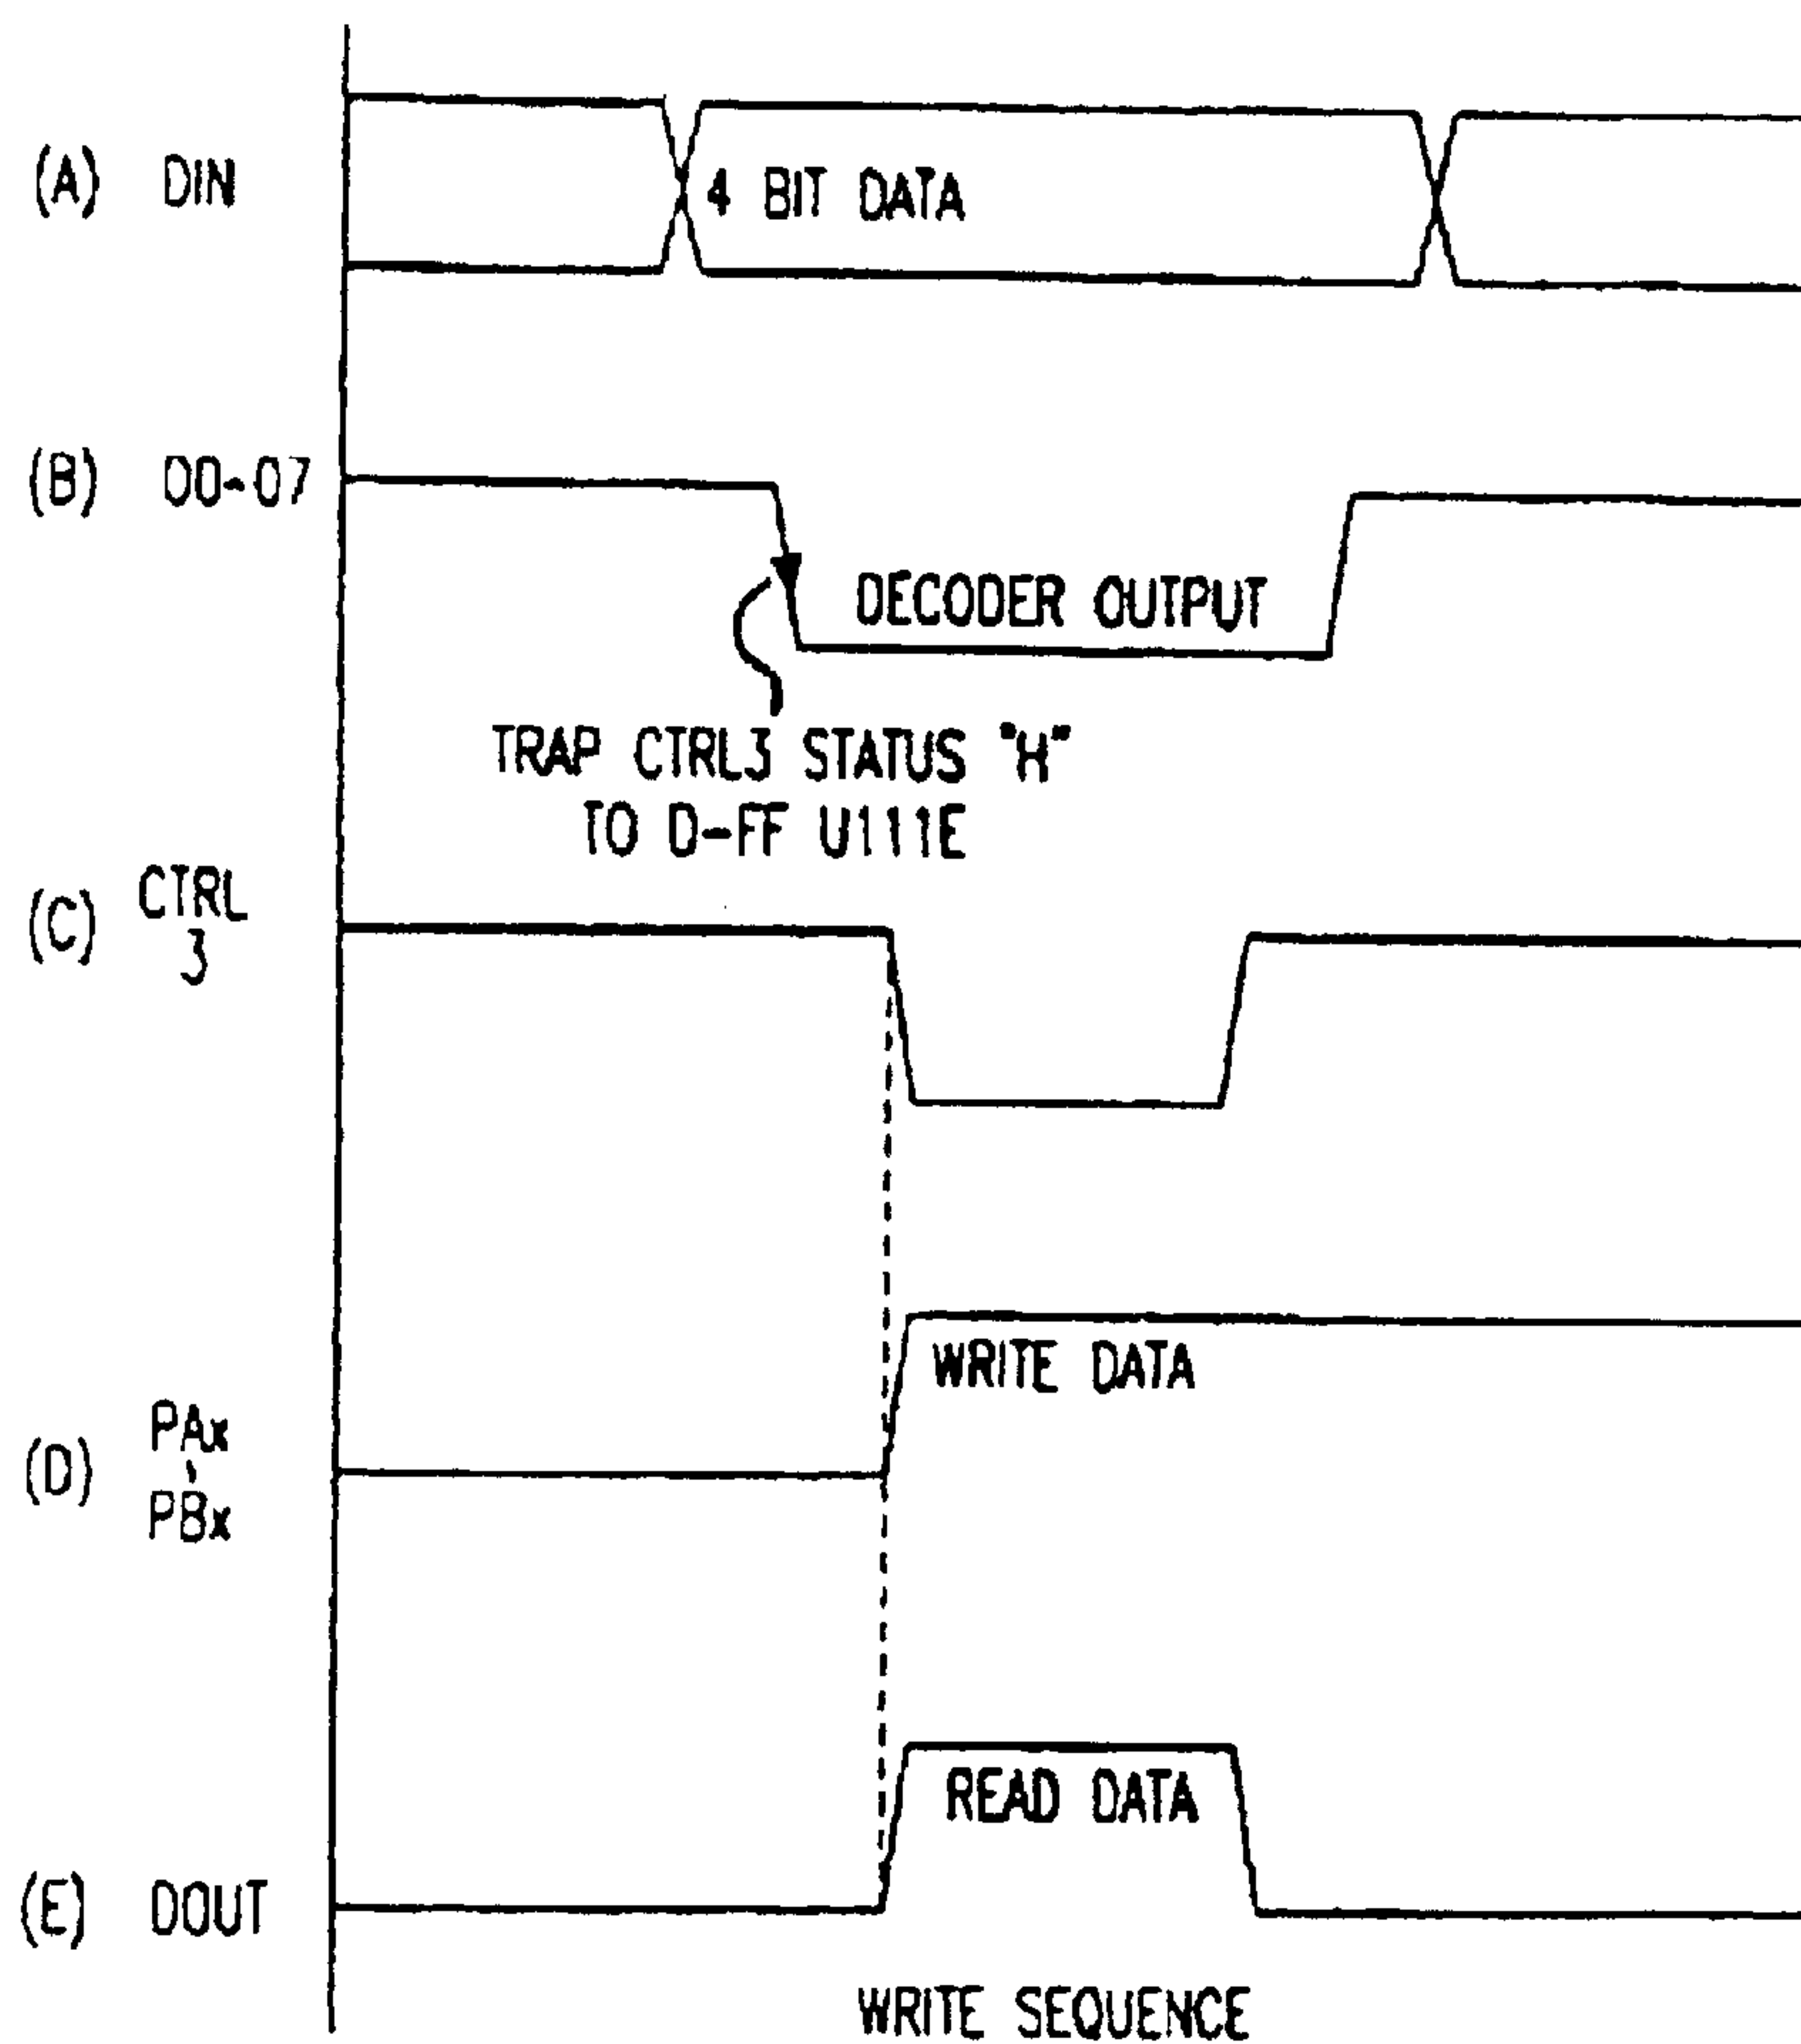 (A) DIN
4 BIT DATA
(B) D0~07
DECODER OUTPUT
TRAP CTRL3 STATUS "H"
TO D-FF U111E
(C) CTRL
3
WRITE DATA
(D) PAx
~
PBx
READ DATA
(E) DOUT
WRITE SEQUENCE